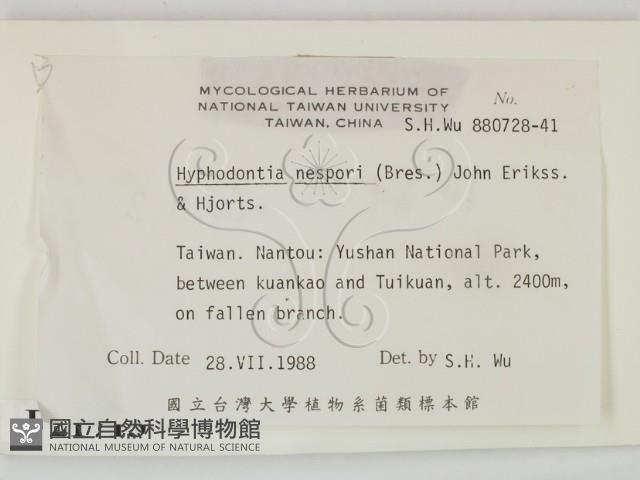 MYCOLOGICAL HERBARIUM OF
NATIONAL TAIWAN UNIVERSITY
TAIWAN, CHINA
No.
S.H.Wu 880728-41
Hyphodontia nespori (Bres.) John Erikss.
& Hjorts.
Taiwan. Nantou: Yushan National Park,
between kuankao and Tuikuan, alt. 2400m,
on fallen branch.
Coll. Date 28.VII.1988 Det. by S.H. Wu
國立台灣大學植物系菌類標本館
國立自然科學博物館
NATIONAL MUSEUM OF NATURAL SCIENCE